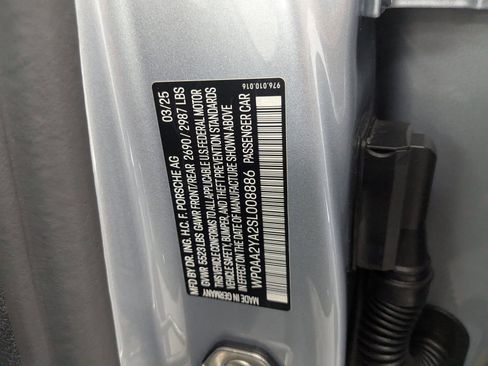 976.010.016
MFD BY DR. ING. H.C. F. PORSCHE AG 03/25
GVWR 5523 LBS GAWR FRONT/REAR 2690 / 2987 LBS
THIS VEHICLE CONFORMS TO ALL APPLICABLE U.S. FEDERAL MOTOR
VEHICLE SAFETY, BUMPER, AND THEFT PREVENTION STANDARDS
IN EFFECT ON THE DATE OF MANUFACTURE SHOWN ABOVE
WP0AA2YA2SL008886 PASSENGER CAR
MADE IN GERMANY